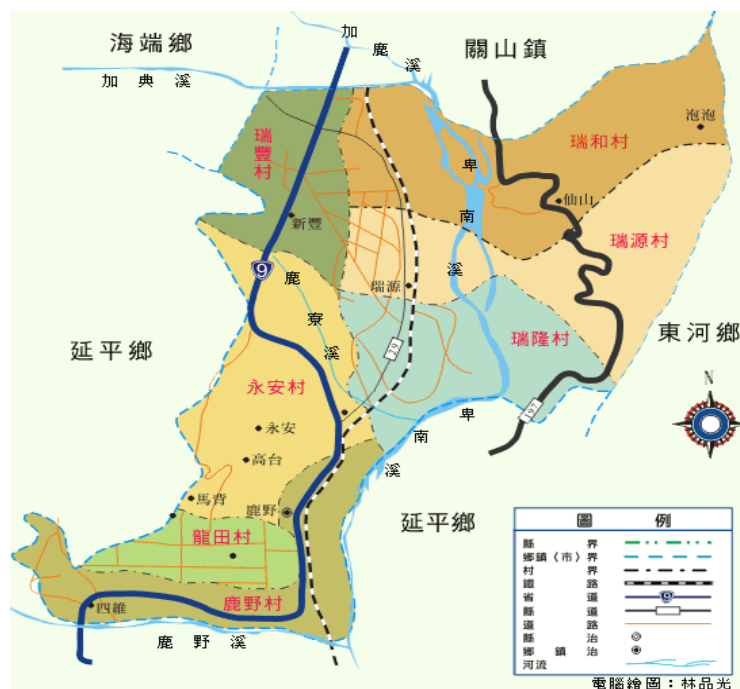 海端鄉
加鹿溪
關山鎮
加典溪
瑞豐村
瑞和村
泡泡
卑南溪
仙山
新豐
瑞源村
9
鹿寮溪
瑞源
延平鄉
瑞隆村
東河鄉
29
永安村
197
N
永安
卑南溪
高台
馬背
鹿野
延平鄉
龍田村
四維
鹿野村
鹿野溪
圖例
縣界
鄉鎮〈市〉界
村界
鐵路
省道
9
縣道
道路
縣治
鄉鎮治
河流
電腦繪圖：林品光